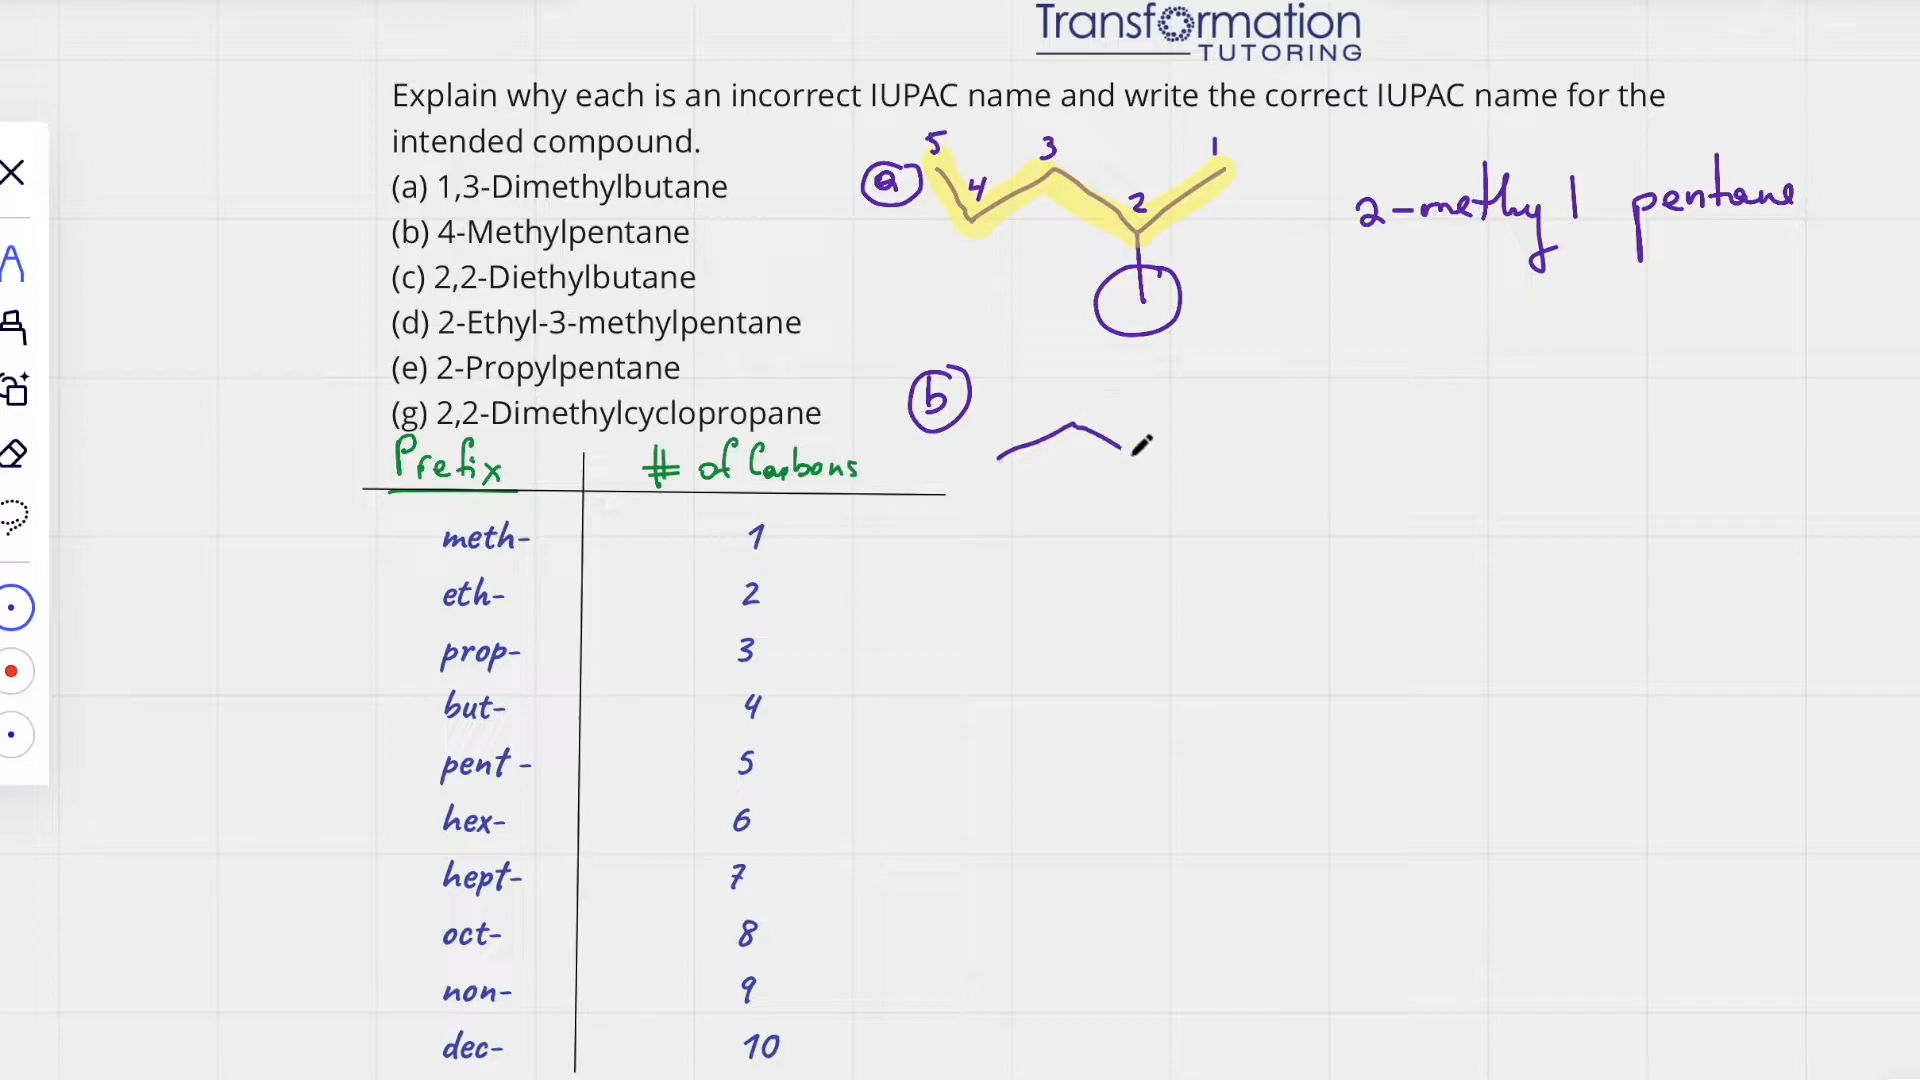 Transformation
TUTORING
Explain why each is an incorrect IUPAC name and write the correct IUPAC name for the
intended compound.
(a) 1,3-Dimethylbutane
(b) 4-Methylpentane
(c) 2,2-Diethylbutane
(d) 2-Ethyl-3-methylpentane
(e) 2-Propylpentane
(g) 2,2-Dimethylcyclopropane
a
5 4 3 2 1
2-methyl pentane
b
Prefix # of Carbons
meth- 1
eth- 2
prop- 3
but- 4
pent- 5
hex- 6
hept- 7
oct- 8
non- 9
dec- 10